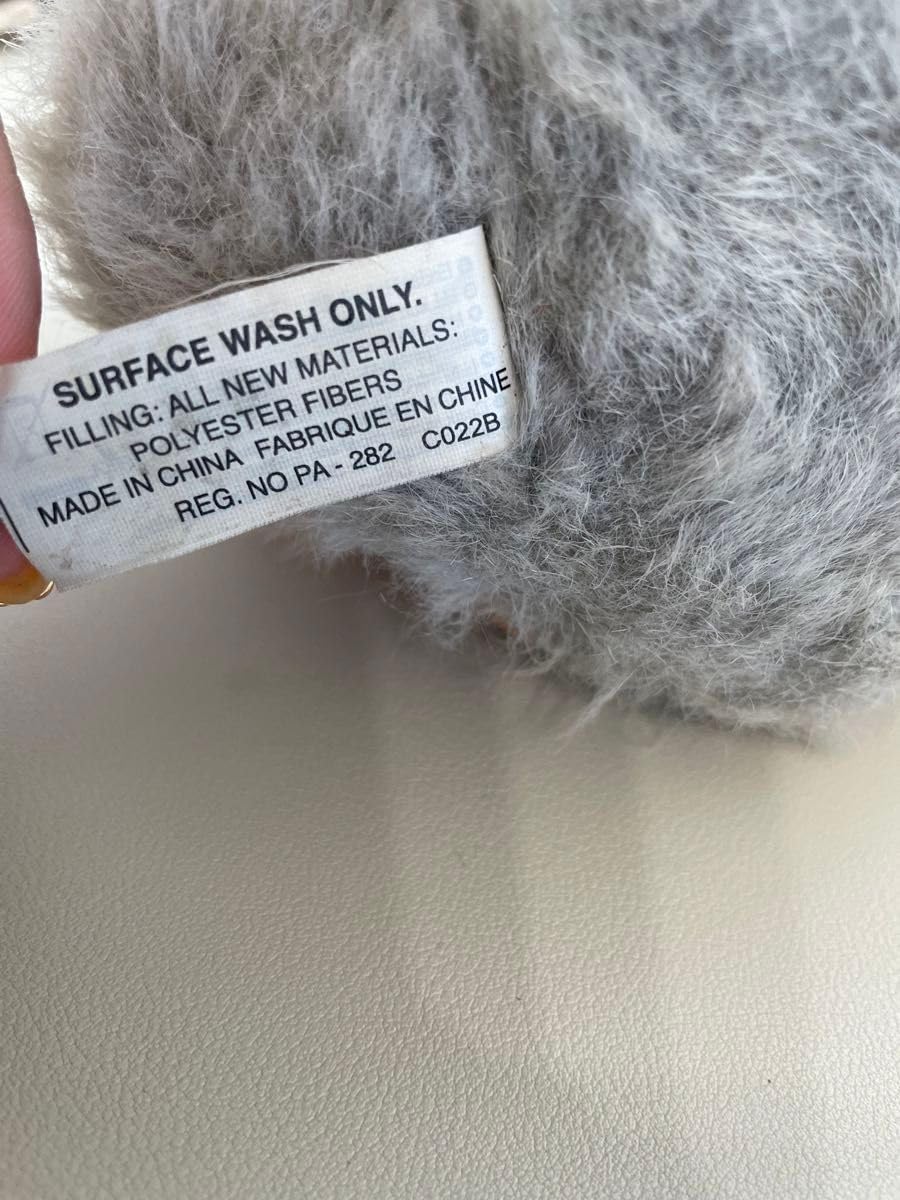 SURFACE WASH ONLY.
FILLING: ALL NEW MATERIALS:
POLYESTER FIBERS
MADE IN CHINA FABRIQUE EN CHINE
REG. NO PA - 282 C022B